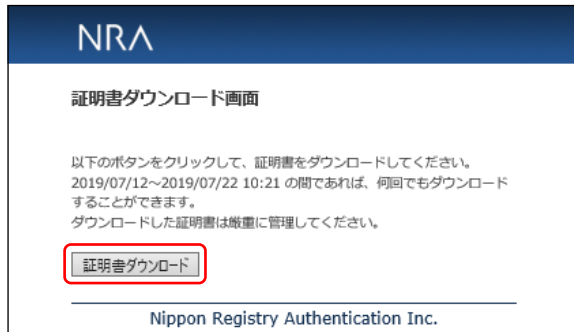 NRA
証明書ダウンロード画面
以下のボタンをクリックして、証明書をダウンロードしてください。
2019/07/12~2019/07/22 10:21 の間であれば、何回でもダウンロード
することができます。
ダウンロードした証明書は厳重に管理してください。
証明書ダウンロード
Nippon Registry Authentication Inc.